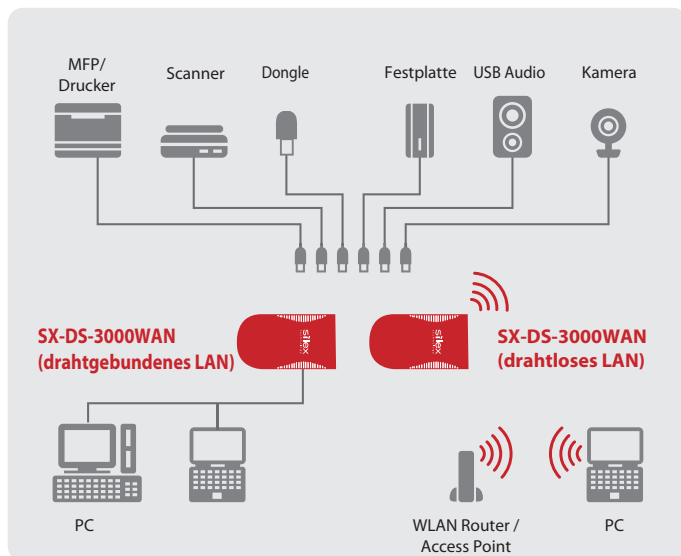 MFP/
Drucker
Scanner
Dongle
Festplatte
USB Audio
Kamera
SX-DS-3000WAN
(drahtgebundenes LAN)
silex
silex
SX-DS-3000WAN
(drahtloses LAN)
PC
WLAN Router /
Access Point
PC